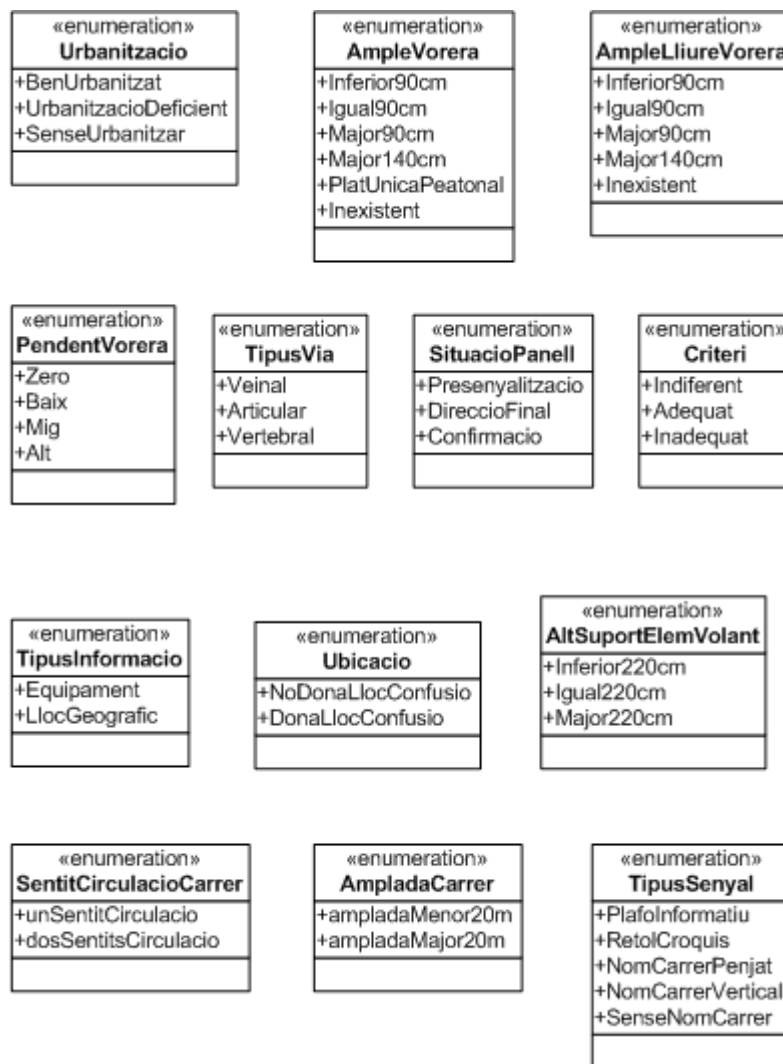 «enumeration»
Urbanitzacio
+BenUrbanitzat
+UrbanitzacioDeficient
+SenseUrbanitzar
«enumeration»
AmpleVorera
+Inferior90cm
+Igual90cm
+Major90cm
+Major140cm
+PlatUnicaPeatonal
+Inexistent
«enumeration»
AmpleLliureVorera
+Inferior90cm
+Igual90cm
+Major90cm
+Major140cm
+Inexistent
«enumeration»
PendentVorera
+Zero
+Baix
+Mig
+Alt
«enumeration»
TipusVia
+Veinal
+Articular
+Vertebral
«enumeration»
SituacioPanell
+Presenyalitzacio
+DireccioFinal
+Confirmacio
«enumeration»
Criteri
+Indiferent
+Adequat
+Inadequat
«enumeration»
TipusInformacio
+Equipament
+LlocGeografic
«enumeration»
Ubicacio
+NoDonaLlocConfusio
+DonaLlocConfusio
«enumeration»
AltSuportElemVolant
+Inferior220cm
+Igual220cm
+Major220cm
«enumeration»
SentitCirculacioCarrer
+unSentitCirculacio
+dosSentitsCirculacio
«enumeration»
AmpladaCarrer
+ampladaMenor20m
+ampladaMajor20m
«enumeration»
TipusSenyal
+PlafoInformatiu
+RetolCroquis
+NomCarrerPenjat
+NomCarrerVertical
+SenseNomCarrer